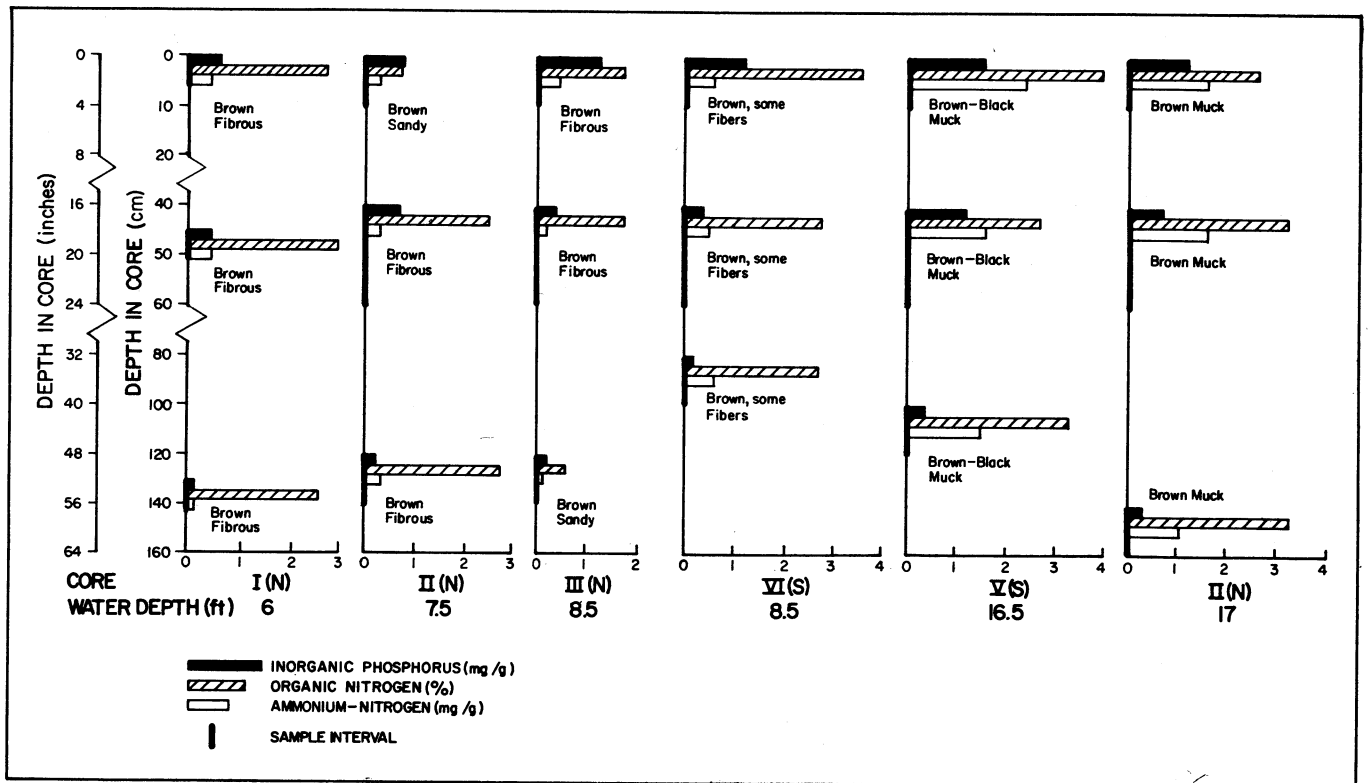 DEPTH IN CORE (inches)
0
4
8
16
20
24
32
40
48
56
64
DEPTH IN CORE (cm)
0
10
20
40
50
60
80
100
120
140
160
Brown
Fibrous
Brown
Fibrous
Brown
Fibrous
0 1 2 3
Brown
Sandy
Brown
Fibrous
Brown
Fibrous
0 1 2 3
Brown
Fibrous
Brown
Fibrous
Brown
Sandy
0 1 2
Brown, some
Fibers
Brown, some
Fibers
Brown, some
Fibers
0 1 2 3 4
Brown-Black
Muck
Brown-Black
Muck
Brown-Black
Muck
0 1 2 3 4
Brown Muck
Brown Muck
Brown Muck
0 1 2 3 4
CORE I (N) II (N) III (N) VI (S) V (S) II (N)
WATER DEPTH (ft) 6 7.5 8.5 8.5 16.5 17
INORGANIC PHOSPHORUS (mg/g)
ORGANIC NITROGEN (%)
AMMONIUM-NITROGEN (mg/g)
SAMPLE INTERVAL